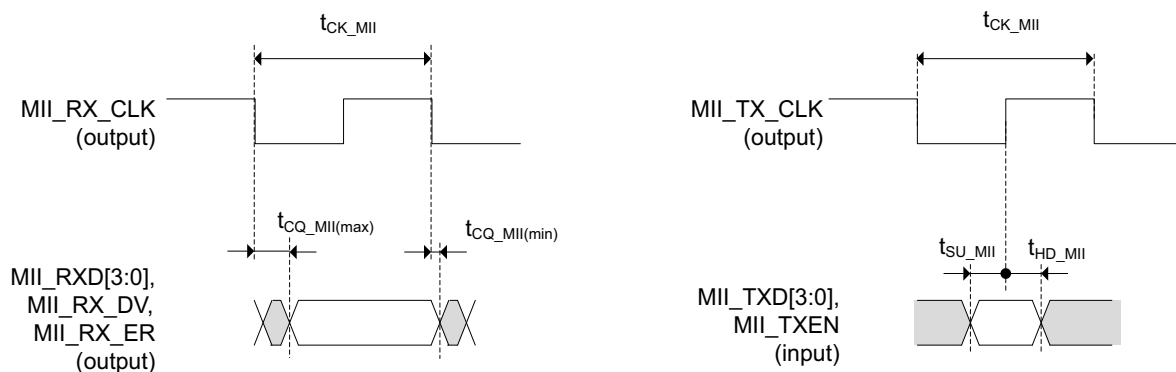 tCK_MII
MII_RX_CLK
(output)
tCQ_MII(max)
tCQ_MII(min)
MII_RXD[3:0],
MII_RX_DV,
MII_RX_ER
(output)
tCK_MII
MII_TX_CLK
(output)
tSU_MII
tHD_MII
MII_TXD[3:0],
MII_TXEN
(input)